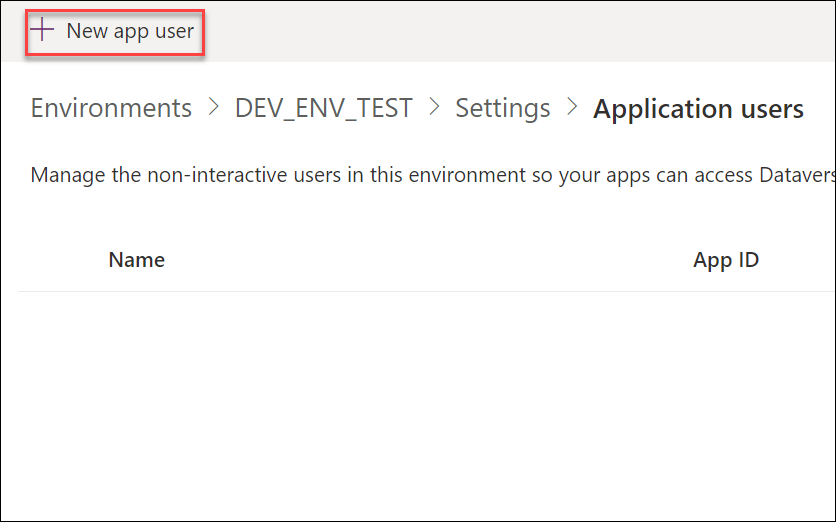 New app user
Environments > DEV_ENV_TEST > Settings > Application users
Manage the non-interactive users in this environment so your apps can access Datavers
Name App ID